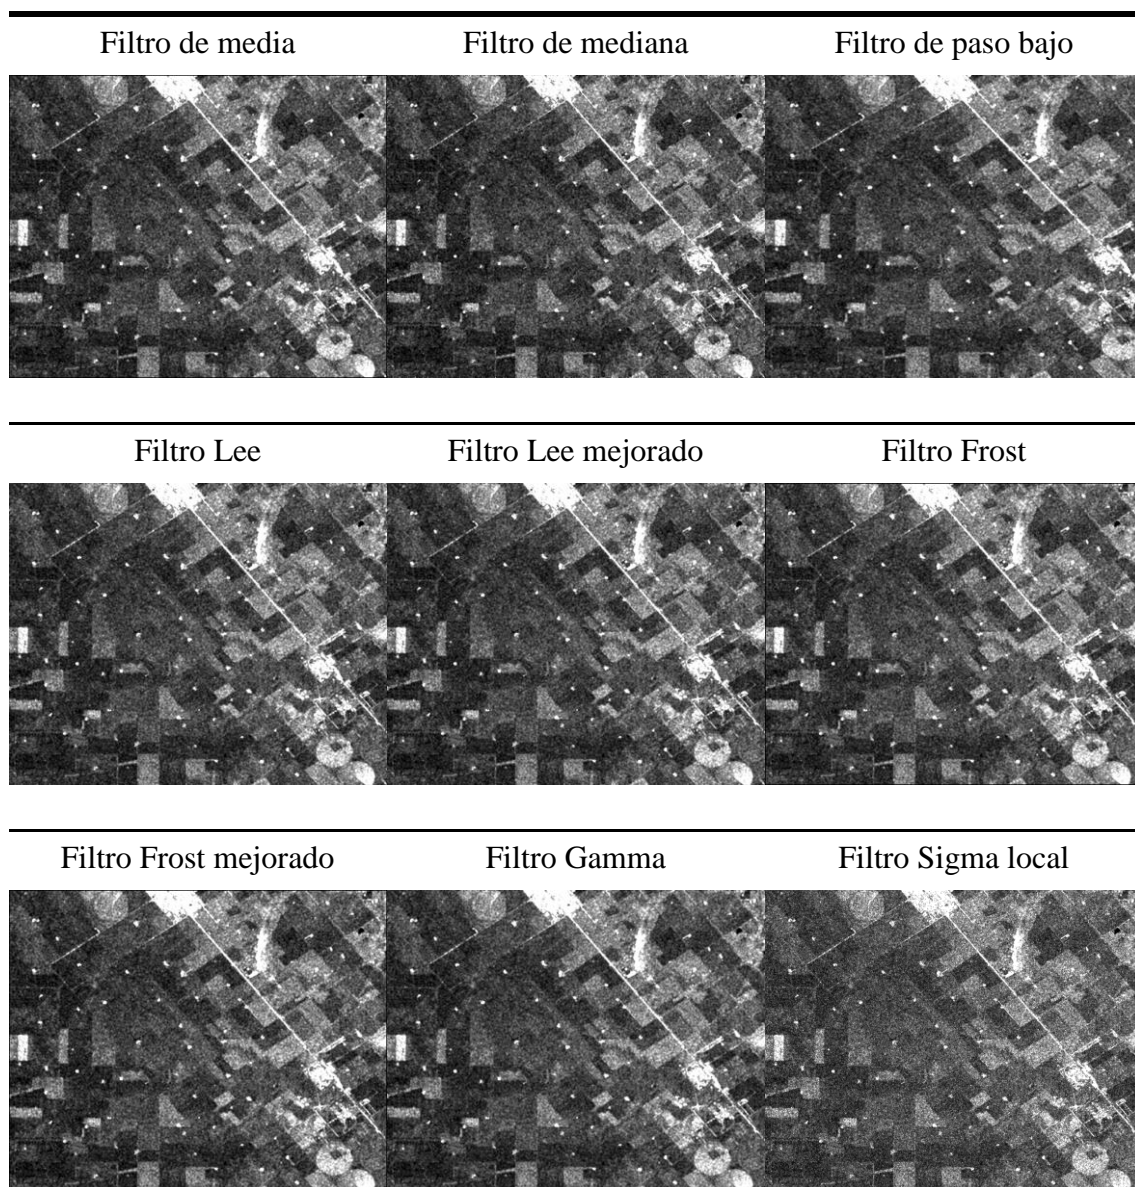 Filtro de media
Filtro de mediana
Filtro de paso bajo
Filtro Lee
Filtro Lee mejorado
Filtro Frost
Filtro Frost mejorado
Filtro Gamma
Filtro Sigma local